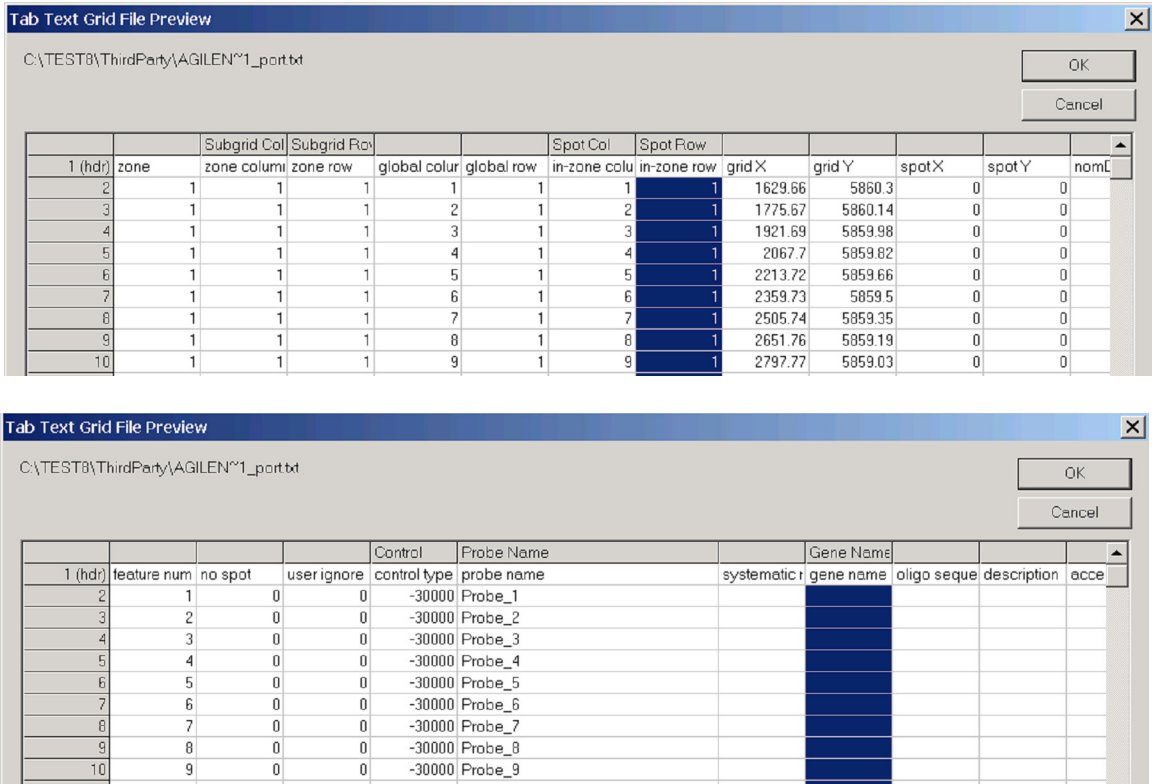 Tab Text Grid File Preview
C:\TEST8\ThirdParty\AGILEN~1_port.txt
OK
Cancel
Subgrid Col Subgrid Rov Spot Col Spot Row
1 (hdr) zone zone colum zone row global colur global row in-zone colu in-zone row grid X grid Y spot X spot Y nomD
2 1 1 1 1 1 1 1 1629.66 5860.3 0 0
3 1 1 1 2 1 2 1 1775.67 5860.14 0 0
4 1 1 1 3 1 3 1 1921.69 5859.98 0 0
5 1 1 1 4 1 4 1 2067.7 5859.82 0 0
6 1 1 1 5 1 5 1 2213.72 5859.66 0 0
7 1 1 1 6 1 6 1 2359.73 5859.5 0 0
8 1 1 1 7 1 7 1 2505.74 5859.35 0 0
9 1 1 1 8 1 8 1 2651.76 5859.19 0 0
10 1 1 1 9 1 9 1 2797.77 5859.03 0 0
Tab Text Grid File Preview
C:\TEST8\ThirdParty\AGILEN~1_port.txt
OK
Cancel
Control Probe Name Gene Name
1 (hdr) feature num no spot user ignore control type probe name systematic r gene name oligo seque description acce
2 1 0 0 -30000 Probe_1
3 2 0 0 -30000 Probe_2
4 3 0 0 -30000 Probe_3
5 4 0 0 -30000 Probe_4
6 5 0 0 -30000 Probe_5
7 6 0 0 -30000 Probe_6
8 7 0 0 -30000 Probe_7
9 8 0 0 -30000 Probe_8
10 9 0 0 -30000 Probe_9